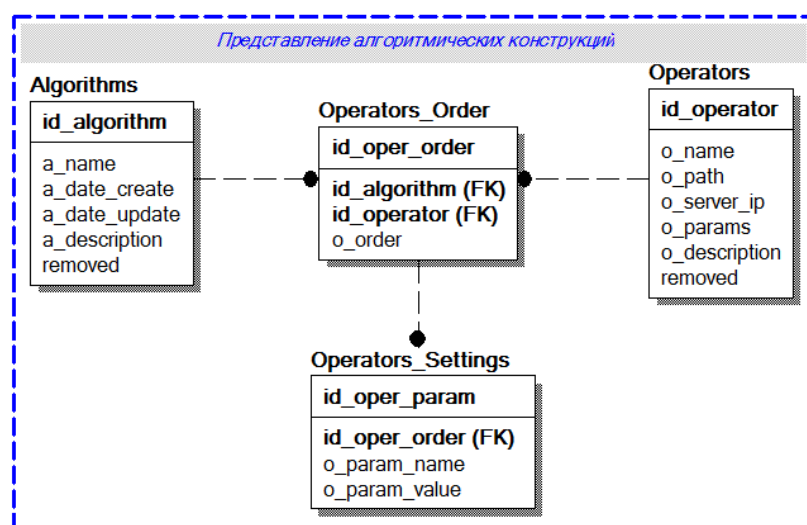 Представление алгоритмических конструкций
Algorithms
id_algorithm
a_name
a_date_create
a_date_update
a_description
removed
Operators_Order
id_oper_order
id_algorithm (FK)
id_operator (FK)
o_order
Operators
id_operator
o_name
o_path
o_server_ip
o_params
o_description
removed
Operators_Settings
id_oper_param
id_oper_order (FK)
o_param_name
o_param_value